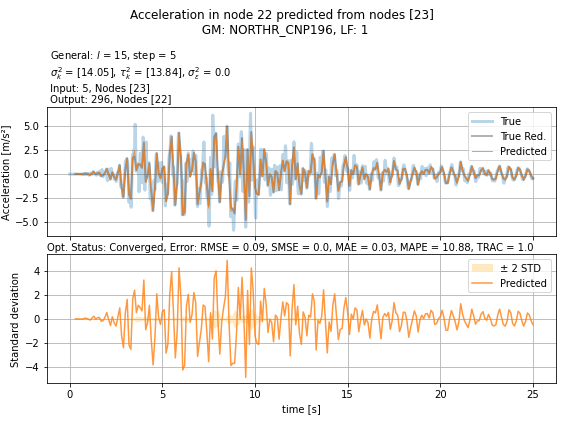 Acceleration in node 22 predicted from nodes [23]
GM: NORTHR_CNP196, LF: 1
General: l = 15, step = 5
σ²ₖ = [14.05], τ²ₖ = [13.84], σ²ε = 0.0
Input: 5, Nodes [23]
Output: 296, Nodes [22]
Acceleration [m/s²]
5.0
2.5
0.0
−2.5
−5.0
True
True Red.
Predicted
Opt. Status: Converged, Error: RMSE = 0.09, SMSE = 0.0, MAE = 0.03, MAPE = 10.88, TRAC = 1.0
Standard deviation
4
2
0
−2
−4
± 2 STD
Predicted
0 5 10 15 20 25
time [s]